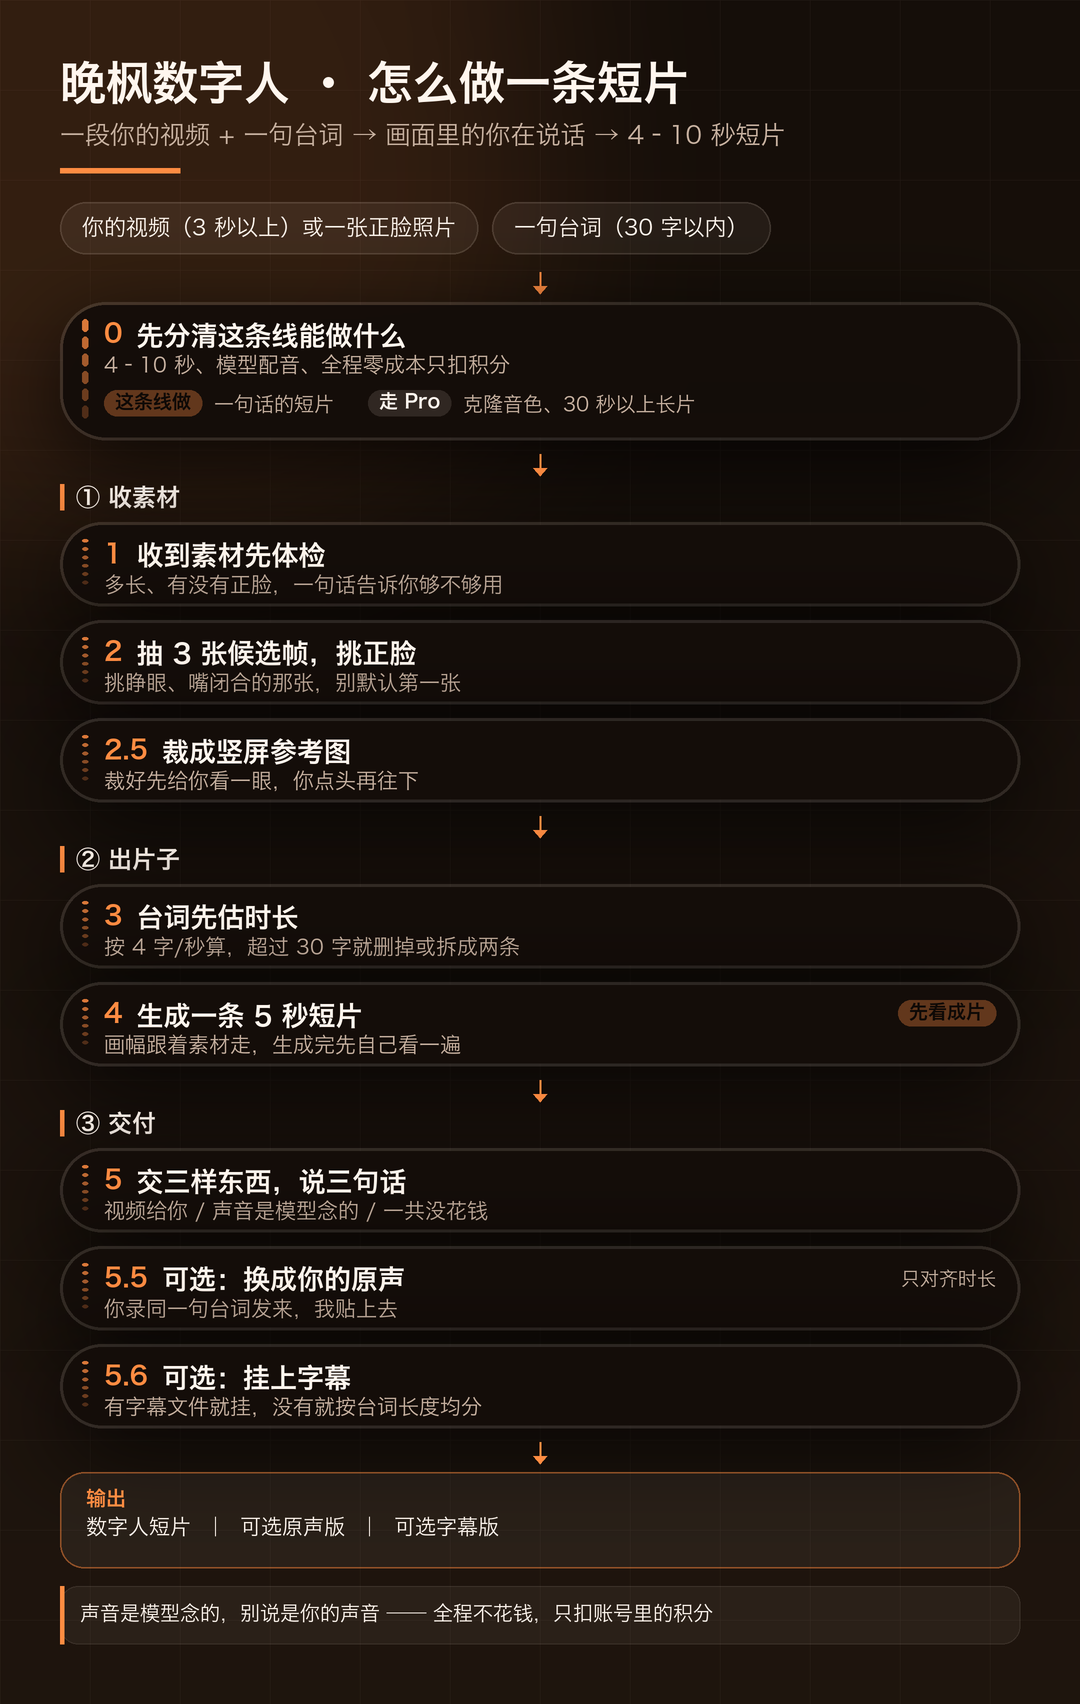 晚枫数字人 · 怎么做一条短片
一段你的视频 + 一句台词 → 画面里的你在说话 → 4 - 10 秒短片
你的视频（3 秒以上）或一张正脸照片
一句台词（30 字以内）
0 先分清这条线能做什么
4 - 10 秒、模型配音、全程零成本只扣积分
这条线做 一句话的短片 走 Pro 克隆音色、30 秒以上长片
① 收素材
1 收到素材先体检
多长、有没有正脸，一句话告诉你够不够用
2 抽 3 张候选帧，挑正脸
挑睁眼、嘴闭合的那张，别默认第一张
2.5 裁成竖屏参考图
裁好先给你看一眼，你点头再往下
② 出片子
3 台词先估时长
按 4 字/秒算，超过 30 字就删掉或拆成两条
4 生成一条 5 秒短片 先看成片
画幅跟着素材走，生成完先自己看一遍
③ 交付
5 交三样东西，说三句话
视频给你 / 声音是模型念的 / 一共没花钱
5.5 可选：换成你的原声 只对齐时长
你录同一句台词发来，我贴上去
5.6 可选：挂上字幕
有字幕文件就挂，没有就按台词长度均分
输出
数字人短片 | 可选原声版 | 可选字幕版
声音是模型念的，别说是你的声音 —— 全程不花钱，只扣账号里的积分